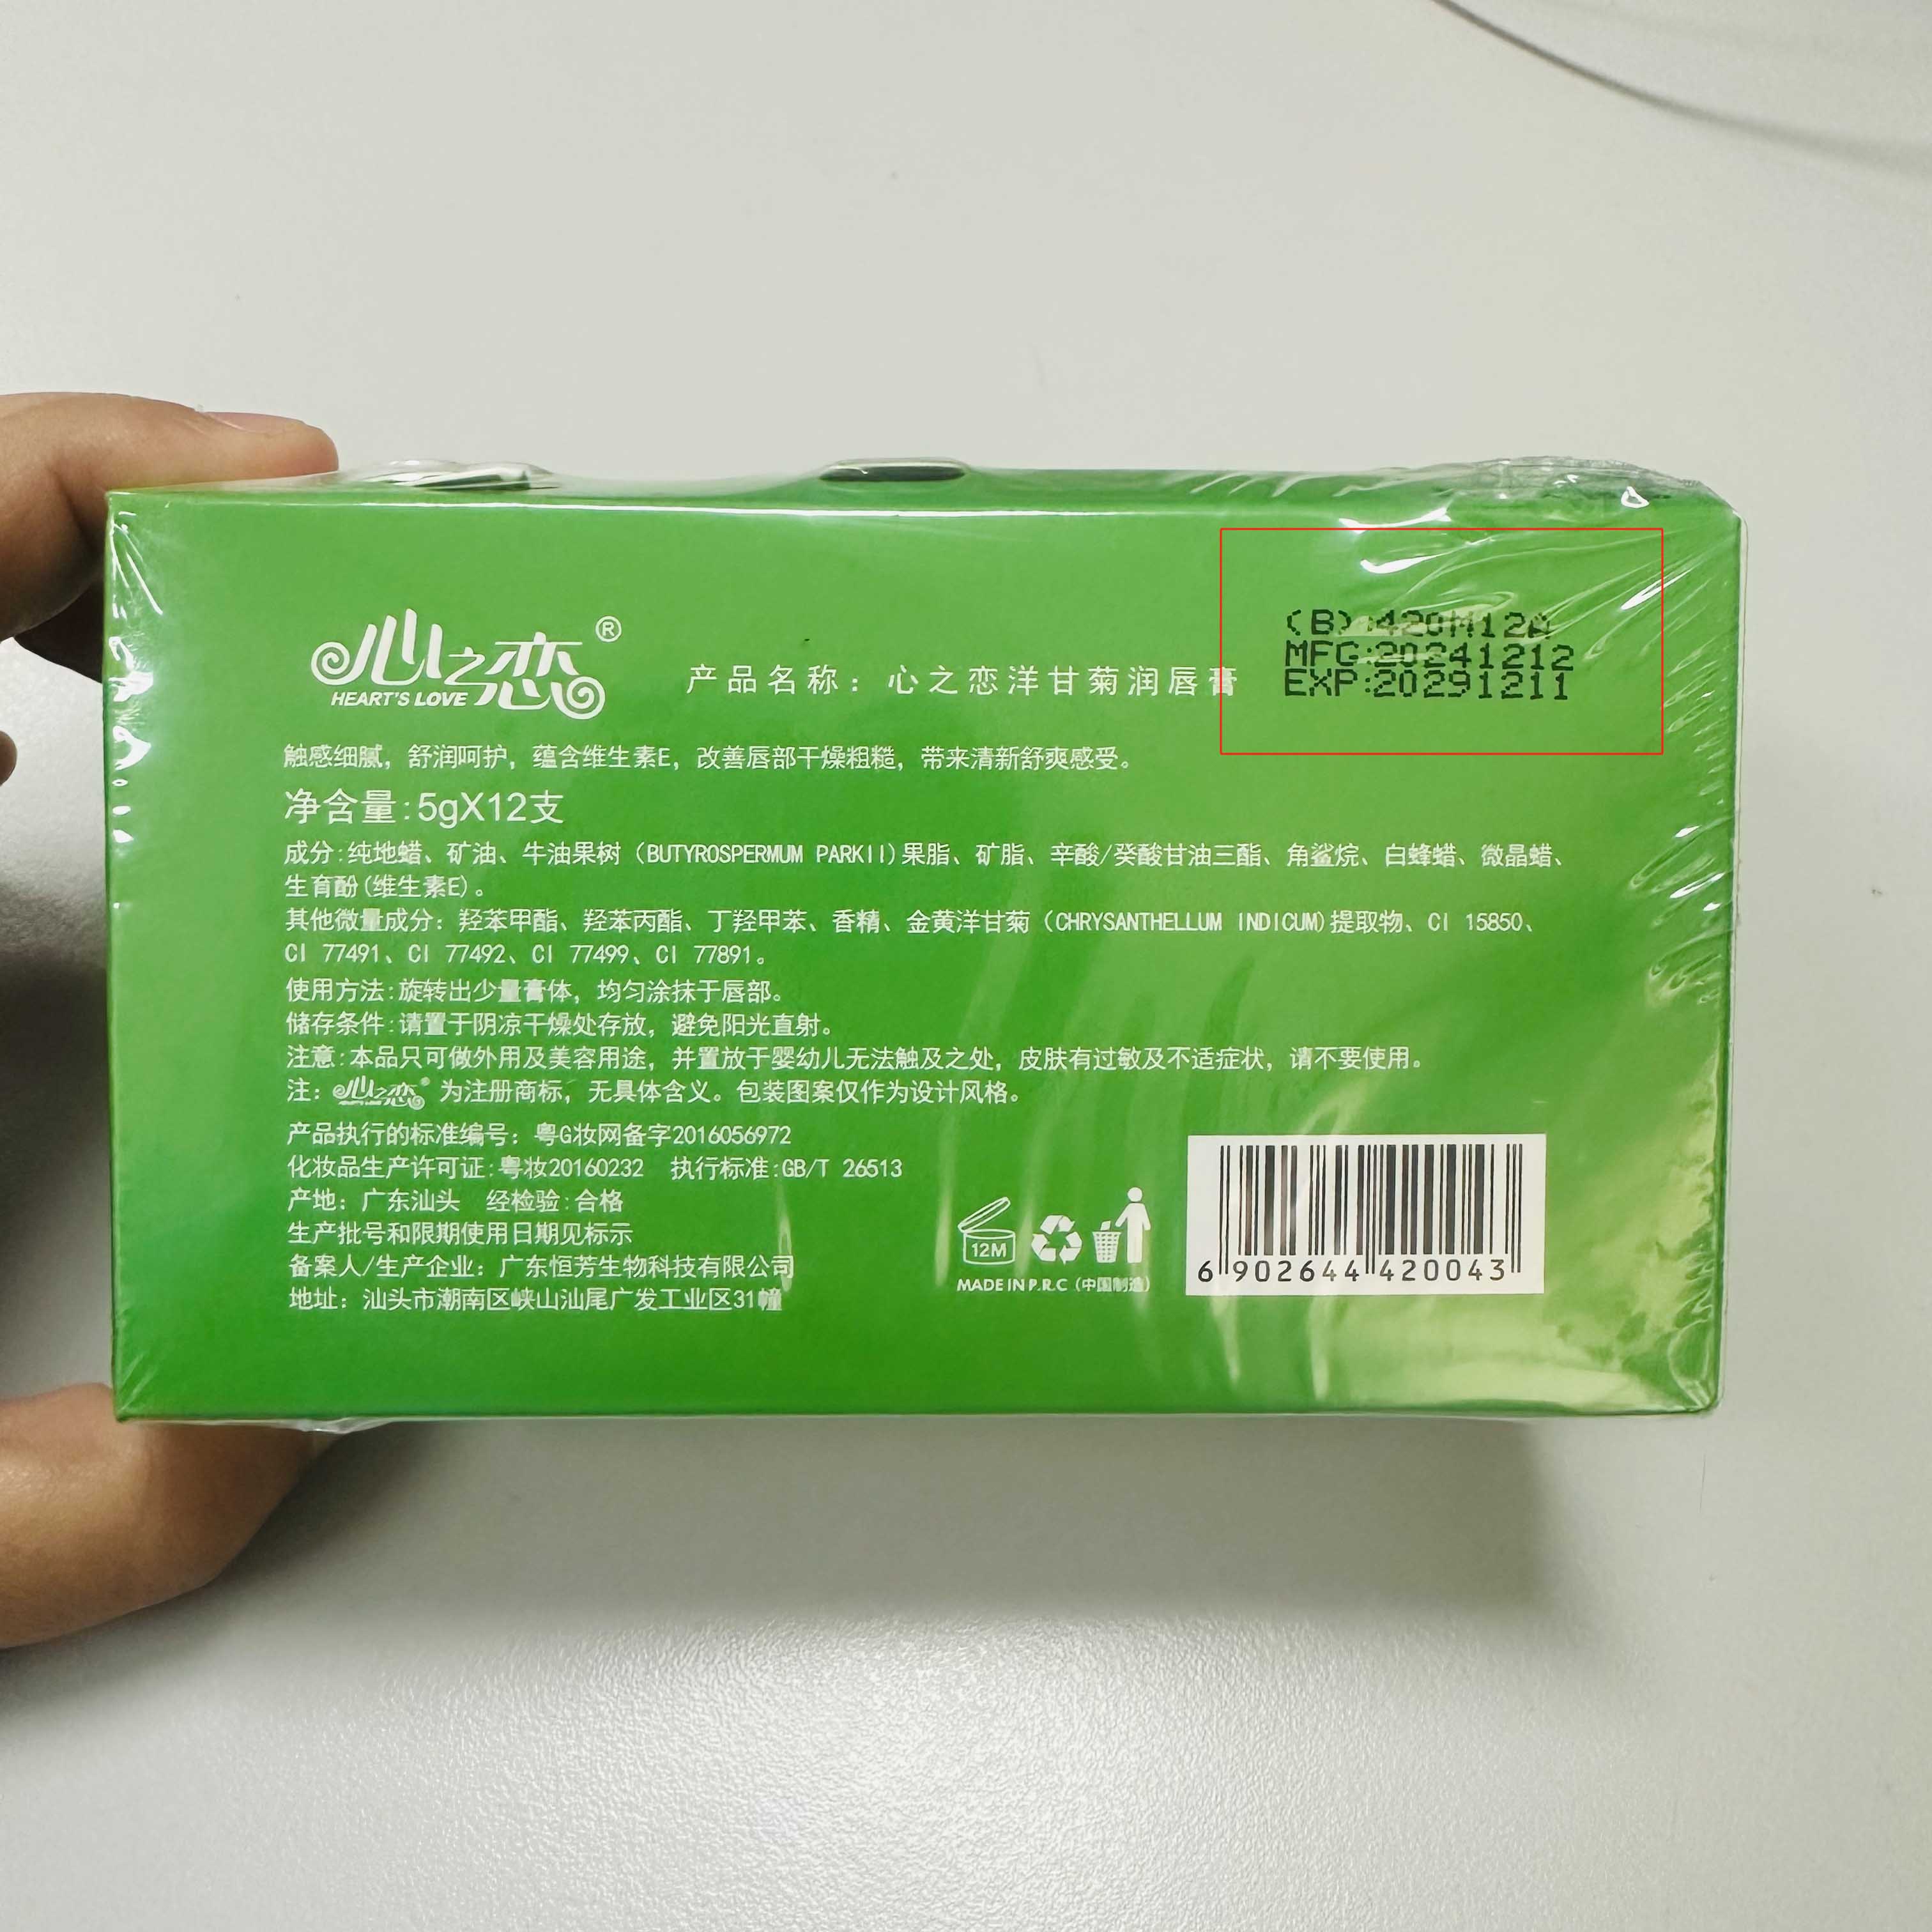 心之恋®
HEART'S LOVE
产品名称：心之恋洋甘菊润唇膏
(B):420M12A
MFG:20241212
EXP:20291211
触感细腻，舒润呵护，蕴含维生素E，改善唇部干燥粗糙，带来清新舒爽感受。
净含量:5gX12支
成分:纯地蜡、矿油、牛油果树（BUTYROSPERMUM PARKII)果脂、矿脂、辛酸/癸酸甘油三酯、角鲨烷、白蜂蜡、微晶蜡、
生育酚(维生素E)。
其他微量成分：羟苯甲酯、羟苯丙酯、丁羟甲苯、香精、金黄洋甘菊（CHRYSANTHELLUM INDICUM)提取物、CI 15850、
CI 77491、CI 77492、CI 77499、CI 77891。
使用方法:旋转出少量膏体，均匀涂抹于唇部。
储存条件:请置于阴凉干燥处存放，避免阳光直射。
注意:本品只可做外用及美容用途，并置放于婴幼儿无法触及之处，皮肤有过敏及不适症状，请不要使用。
注：心之恋®为注册商标，无具体含义。包装图案仅作为设计风格。
产品执行的标准编号：粤G妆网备字2016056972
化妆品生产许可证:粤妆20160232 执行标准:GB/T 26513
产地：广东汕头 经检验:合格
生产批号和限期使用日期见标示
备案人/生产企业：广东恒芳生物科技有限公司
地址：汕头市潮南区峡山汕尾广发工业区31幢
12M
MADE IN P.R.C（中国制造）
6 902644 420043